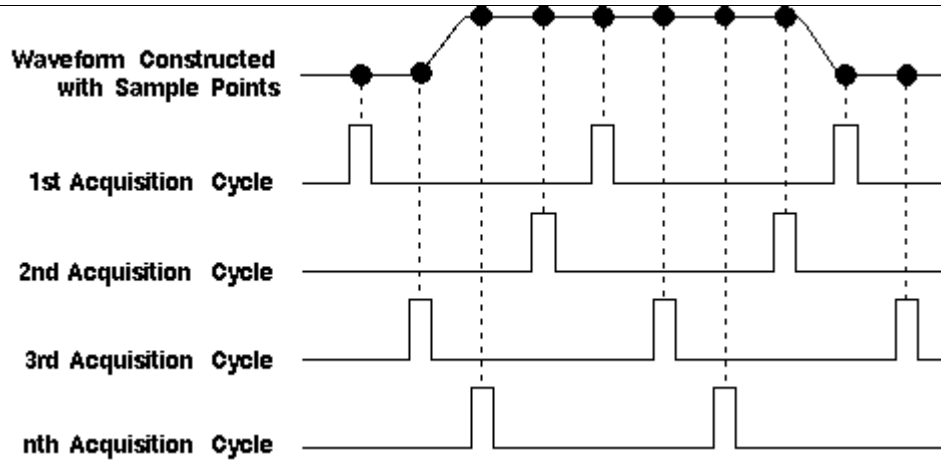 Waveform Constructed
with Sample Points
1st Acquisition Cycle
2nd Acquisition Cycle
3rd Acquisition Cycle
nth Acquisition Cycle